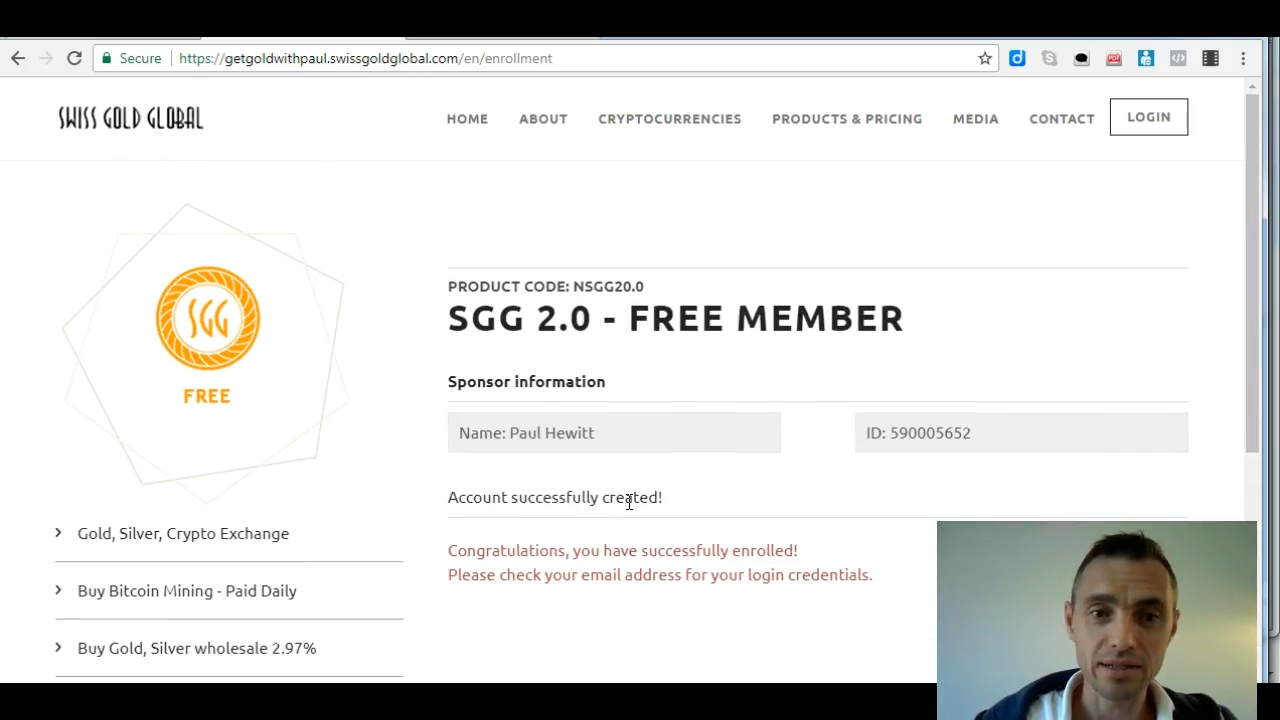 Secure https://getgoldwithpaul.swissgoldglobal.com/en/enrollment
SWISS GOLD GLOBAL
HOME ABOUT CRYPTOCURRENCIES PRODUCTS & PRICING MEDIA CONTACT LOGIN
SGG
FREE
PRODUCT CODE: NSGG20.0
SGG 2.0 - FREE MEMBER
Sponsor information
Name: Paul Hewitt ID: 590005652
Account successfully created!
Congratulations, you have successfully enrolled!
Please check your email address for your login credentials.
Gold, Silver, Crypto Exchange
Buy Bitcoin Mining - Paid Daily
Buy Gold, Silver wholesale 2.97%